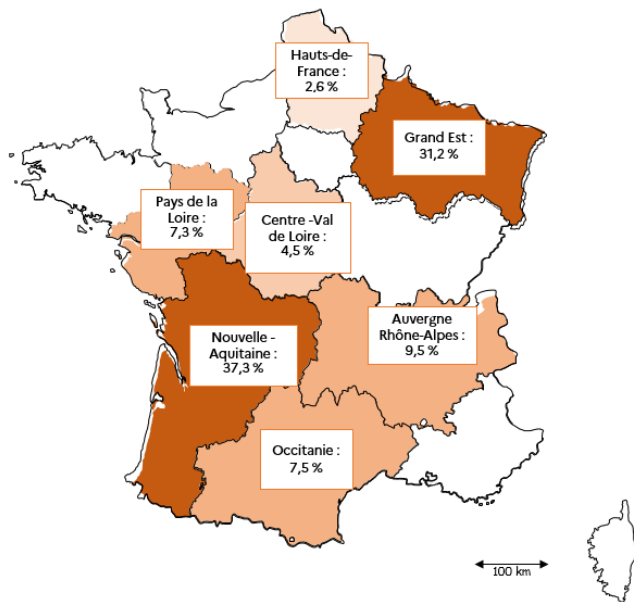 Hauts-de-
France :
2,6 %
Grand Est :
31,2 %
Pays de la
Loire :
7,3 %
Centre -Val
de Loire :
4,5 %
Auvergne
Rhône-Alpes :
9,5 %
Nouvelle -
Aquitaine :
37,3 %
Occitanie :
7,5 %
100 km